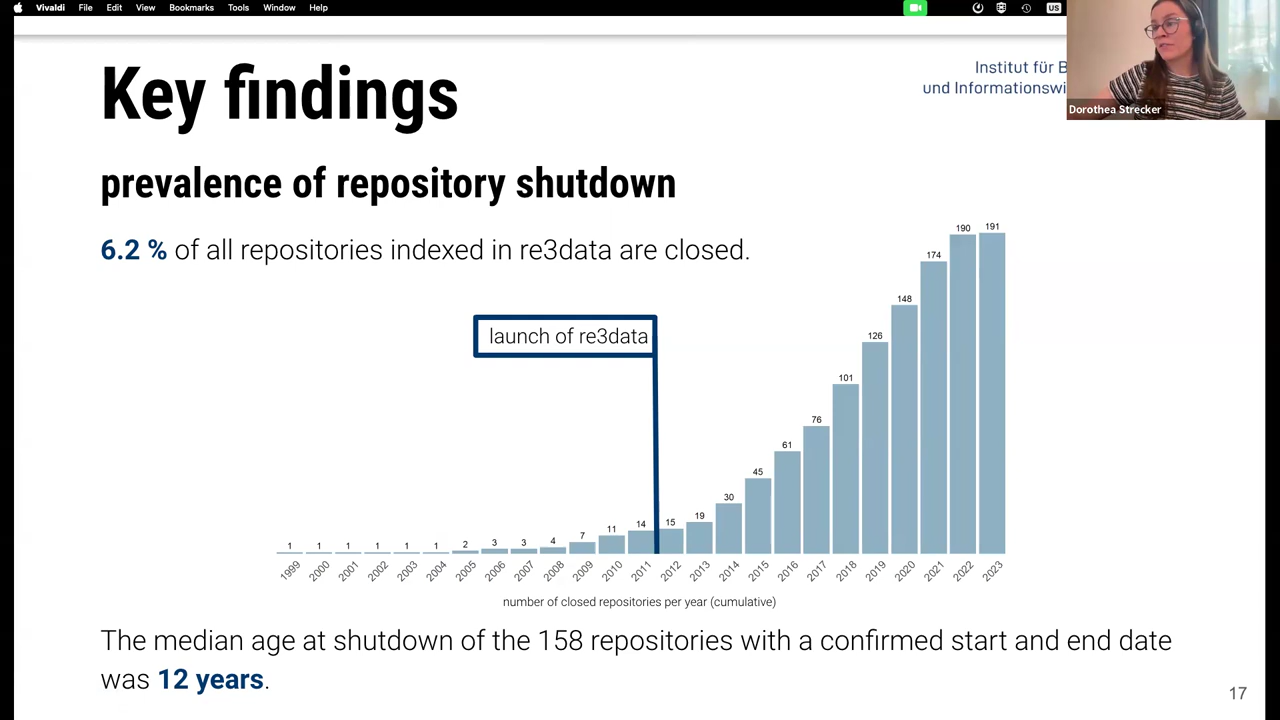 Vivaldi File Edit View Bookmarks Tools Window Help US
Key findings
Institut für B
und Informationswi
Dorothea Strecker
prevalence of repository shutdown
6.2 % of all repositories indexed in re3data are closed.
launch of re3data
1 1 1 1 1 1 2 3 3 4 7 11 14 15 19 30 45 61 76 101 126 148 174 190 191
1999 2000 2001 2002 2003 2004 2005 2006 2007 2008 2009 2010 2011 2012 2013 2014 2015 2016 2017 2018 2019 2020 2021 2022 2023
number of closed repositories per year (cumulative)
The median age at shutdown of the 158 repositories with a confirmed start and end date
was 12 years.
17